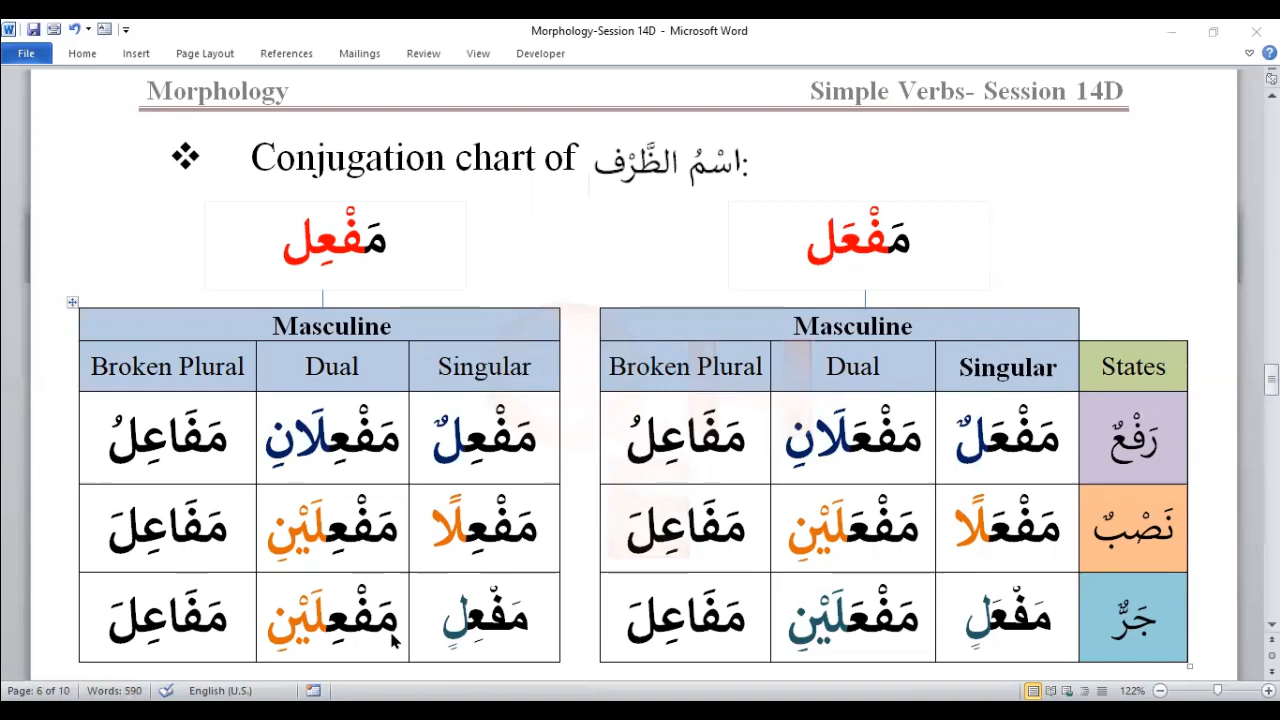 Morphology-Session 14D - Microsoft Word
File Home Insert Page Layout References Mailings Review View Developer
Morphology Simple Verbs- Session 14D
❖ Conjugation chart of اسْمُ الظَّرْف:
مَفْعِل مَفْعَل
Masculine Masculine
Broken Plural Dual Singular Broken Plural Dual Singular States
مَفَاعِلُ مَفْعِلَانِ مَفْعِلٌ مَفَاعِلُ مَفْعَلَانِ مَفْعَلٌ رَفْعٌ
مَفَاعِلَ مَفْعِلَيْنِ مَفْعِلًا مَفَاعِلَ مَفْعَلَيْنِ مَفْعَلًا نَصْبٌ
مَفَاعِلَ مَفْعِلَيْنِ مَفْعِلٍ مَفَاعِلَ مَفْعَلَيْنِ مَفْعَلٍ جَرٌّ
Page: 6 of 10 Words: 590 English (U.S.) 122%